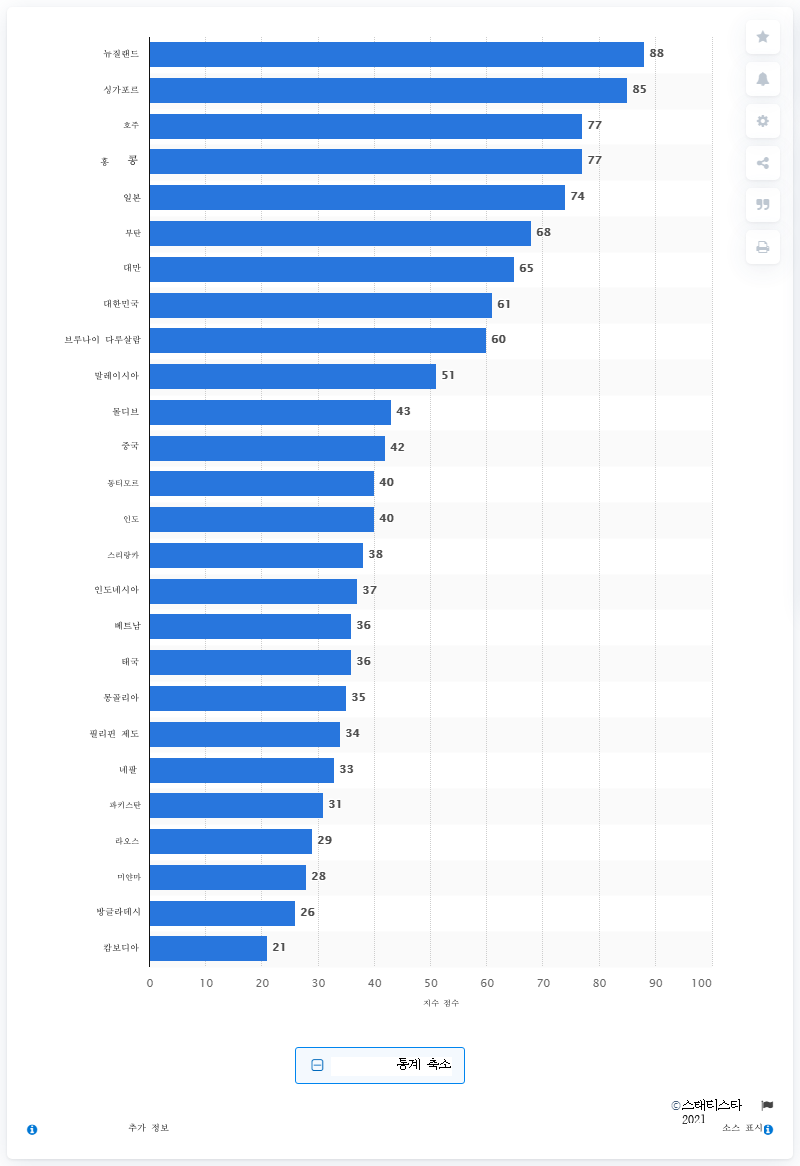 뉴질랜드 88
싱가포르 85
호주 77
홍 콩 77
일본 74
부탄 68
대만 65
대한민국 61
브루나이 다루살람 60
말레이시아 51
몰디브 43
중국 42
동티모르 40
인도 40
스리랑카 38
인도네시아 37
베트남 36
태국 36
몽골리아 35
필리핀 제도 34
네팔 33
파키스탄 31
라오스 29
미얀마 28
방글라데시 26
캄보디아 21
0 10 20 30 40 50 60 70 80 90 100
지수 점수
통계 축소
©스태티스타
2021
추가 정보 소스 표시